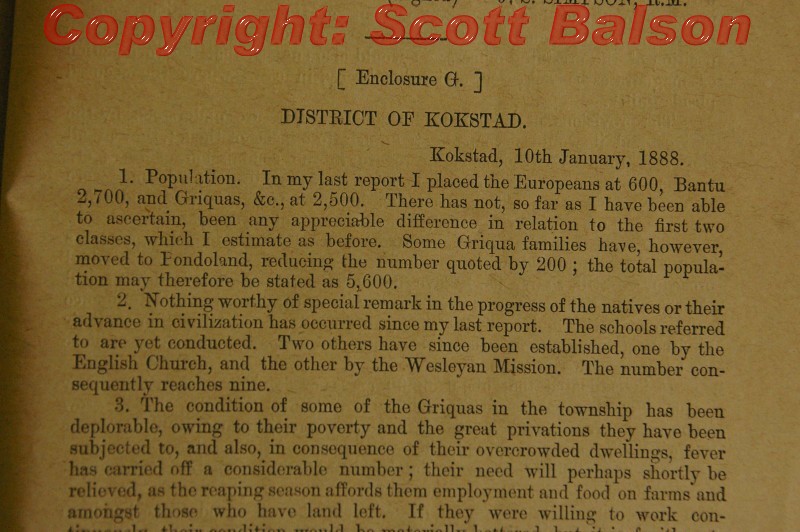 Copyright: Scott Balson
J. S. SIMPSON, R.M.
[ Enclosure G. ]
DISTRICT OF KOKSTAD.
Kokstad, 10th January, 1888.
1. Population. In my last report I placed the Europeans at 600, Bantu
2,700, and Griquas, &c., at 2,500. There has not, so far as I have been able
to ascertain, been any appreciable difference in relation to the first two
classes, which I estimate as before. Some Griqua families have, however,
moved to Pondoland, reducing the number quoted by 200 ; the total popula-
tion may therefore be stated as 5,600.
2. Nothing worthy of special remark in the progress of the natives or their
advance in civilization has occurred since my last report. The schools referred
to are yet conducted. Two others have since been established, one by the
English Church, and the other by the Wesleyan Mission. The number con-
sequently reaches nine.
3. The condition of some of the Griquas in the township has been
deplorable, owing to their poverty and the great privations they have been
subjected to, and also, in consequence of their overcrowded dwellings, fever
has carried off a considerable number ; their need will perhaps shortly be
relieved, as the reaping season affords them employment and food on farms and
amongst those who have land left. If they were willing to work con-